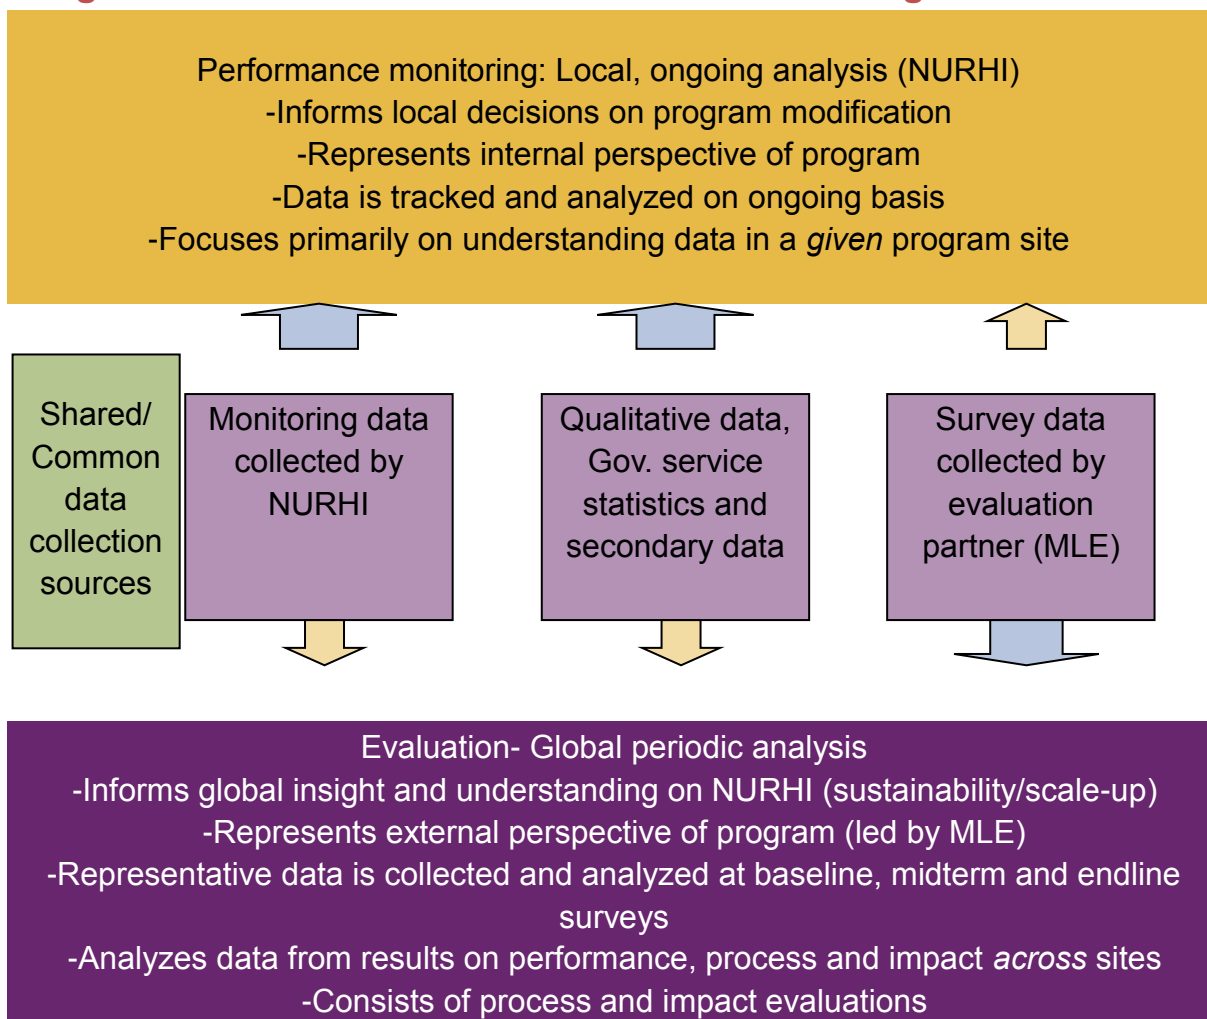 Performance monitoring: Local, ongoing analysis (NURHI)
-Informs local decisions on program modification
-Represents internal perspective of program
-Data is tracked and analyzed on ongoing basis
-Focuses primarily on understanding data in a given program site
Shared/
Common
data
collection
sources
Monitoring data
collected by
NURHI
Qualitative data,
Gov. service
statistics and
secondary data
Survey data
collected by
evaluation
partner (MLE)
Evaluation- Global periodic analysis
-Informs global insight and understanding on NURHI (sustainability/scale-up)
-Represents external perspective of program (led by MLE)
-Representative data is collected and analyzed at baseline, midterm and endline
surveys
-Analyzes data from results on performance, process and impact across sites
-Consists of process and impact evaluations